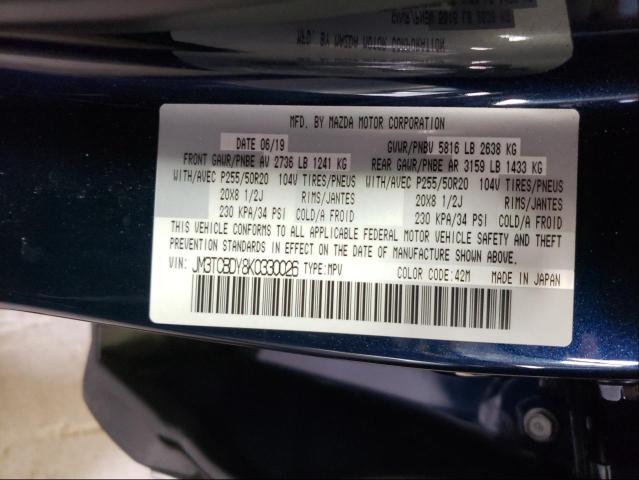 MFD. BY MAZDA MOTOR CORPORATION
DATE 06/19 GVWR/PNBV 5816 LB 2638 KG
FRONT GAWR/PNBE AV 2736 LB 1241 KG REAR GAWR/PNBE AR 3159 LB 1433 KG
WITH/AVEC P255/50R20 104V TIRES/PNEUS WITH/AVEC P255/50R20 104V TIRES/PNEUS
20X8 1/2J RIMS/JANTES 20X8 1/2J RIMS/JANTES
230 KPA/34 PSI COLD/A FROID 230 KPA/34 PSI COLD/A FROID
THIS VEHICLE CONFORMS TO ALL APPLICABLE FEDERAL MOTOR VEHICLE SAFETY AND THEFT
PREVENTION STANDARDS IN EFFECT ON THE DATE OF MANUFACTURE SHOWN ABOVE.
VIN: JM3TCBDY8K0330026 TYPE:MPV COLOR CODE:42M MADE IN JAPAN